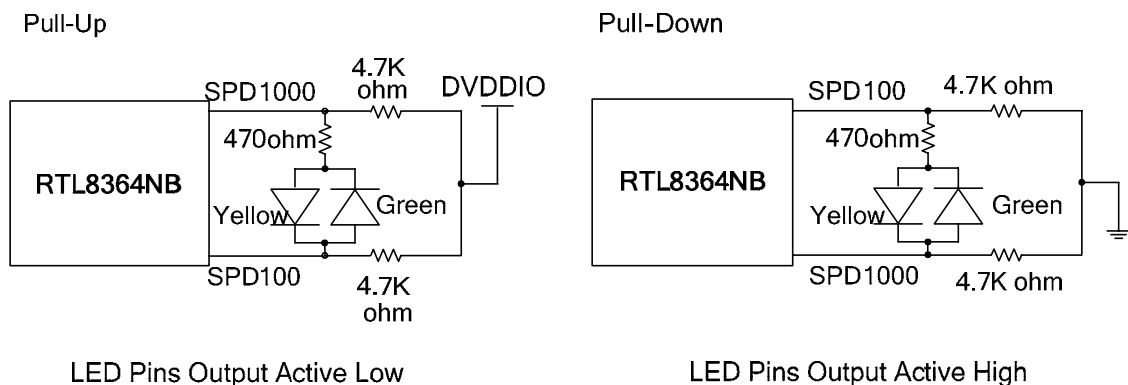 Pull-Up
Pull-Down
4.7K
ohm
SPD1000
DVDDIO
470ohm
RTL8364NB
Yellow
Green
SPD100
4.7K
ohm
LED Pins Output Active Low
SPD100
4.7K ohm
470ohm
RTL8364NB
Yellow
Green
SPD1000
4.7K ohm
LED Pins Output Active High